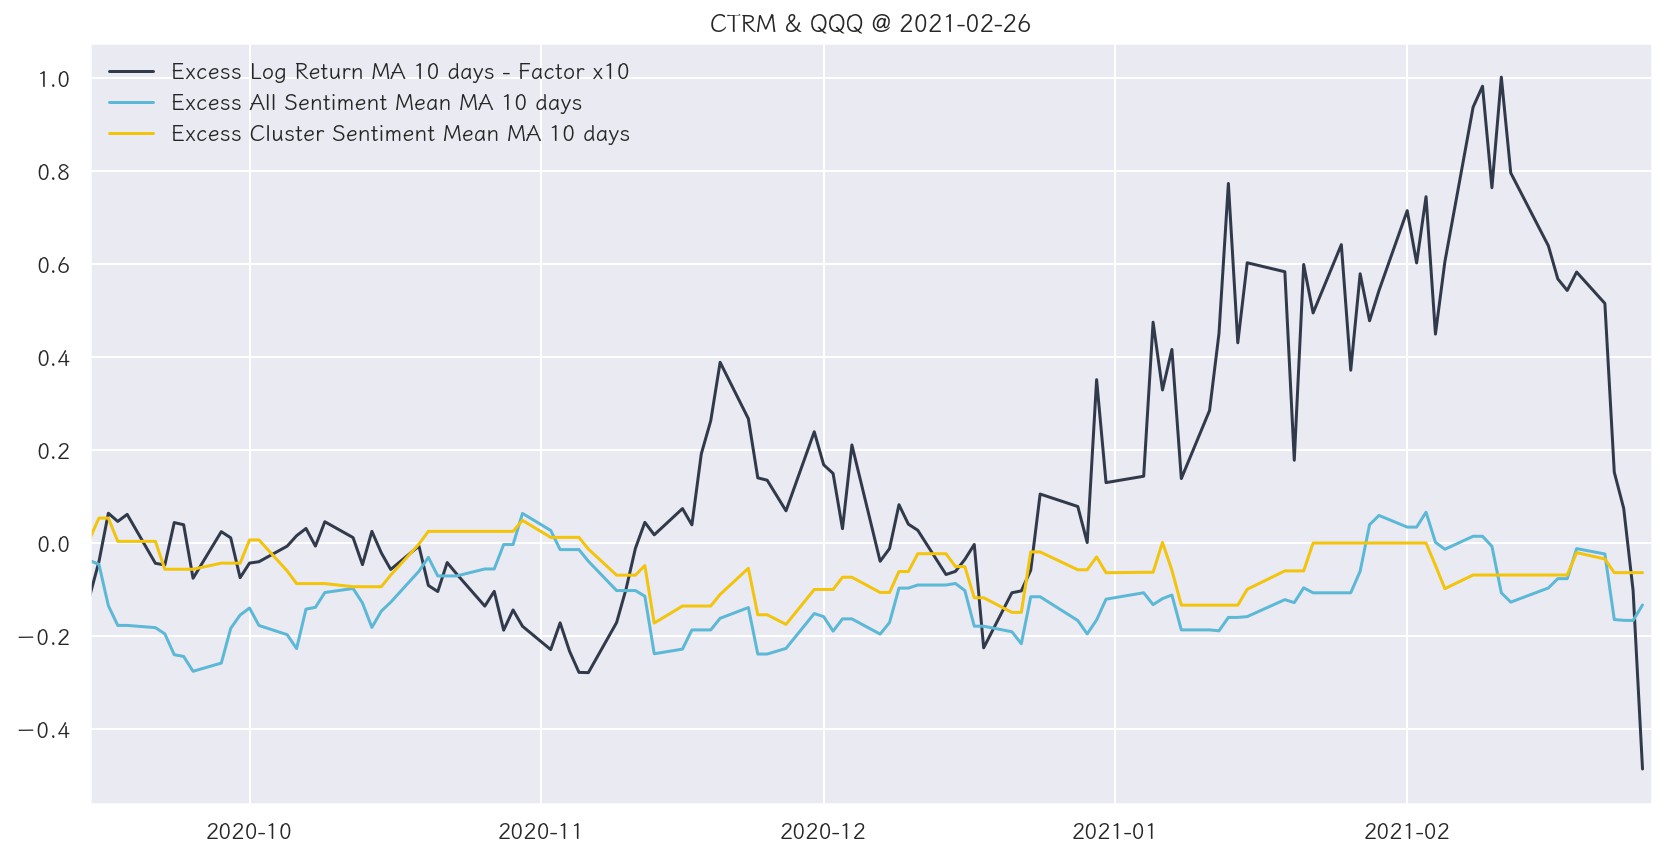 CTRM & QQQ @ 2021-02-26
Excess Log Return MA 10 days - Factor x10
Excess All Sentiment Mean MA 10 days
Excess Cluster Sentiment Mean MA 10 days
1.0
0.8
0.6
0.4
0.2
0.0
−0.2
−0.4
2020-10 2020-11 2020-12 2021-01 2021-02